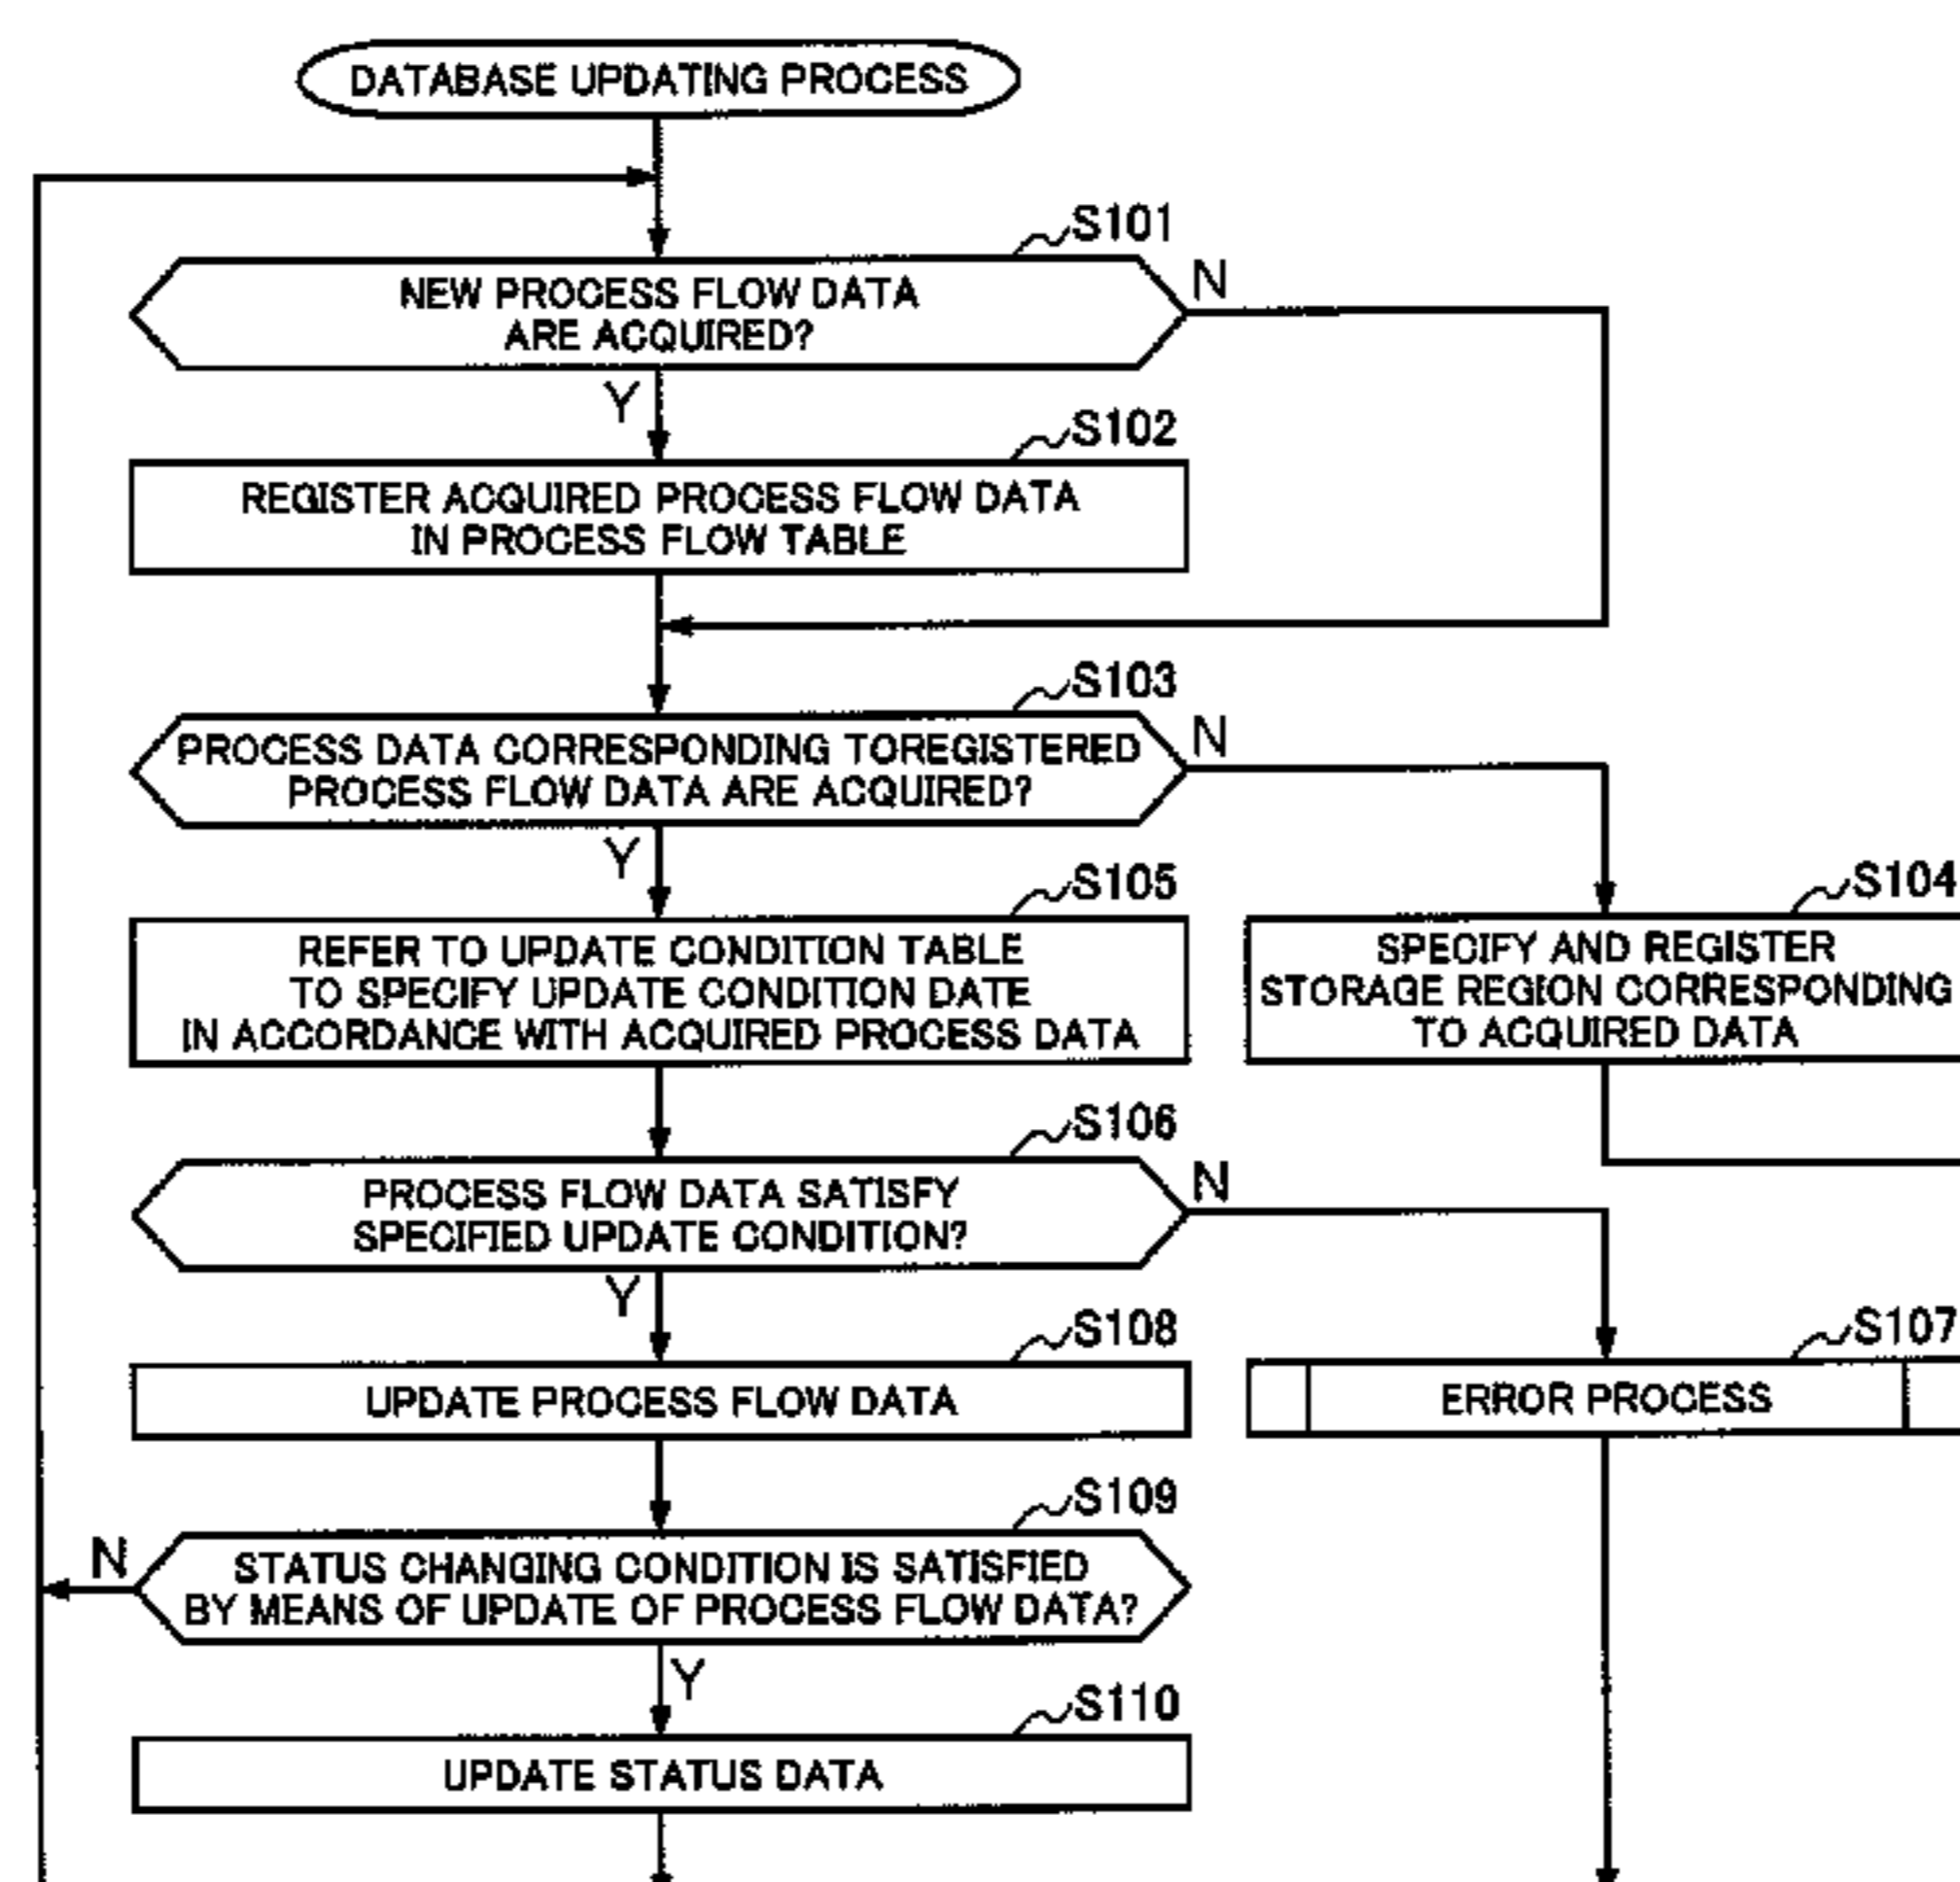 DATABASE UPDATING PROCESS
S101
NEW PROCESS FLOW DATA
ARE ACQUIRED?
N
Y
S102
REGISTER ACQUIRED PROCESS FLOW DATA
IN PROCESS FLOW TABLE
S103
PROCESS DATA CORRESPONDING TOREGISTERED
PROCESS FLOW DATA ARE ACQUIRED?
N
Y
S105
REFER TO UPDATE CONDITION TABLE
TO SPECIFY UPDATE CONDITION DATE
IN ACCORDANCE WITH ACQUIRED PROCESS DATA
S104
SPECIFY AND REGISTER
STORAGE REGION CORRESPONDING
TO ACQUIRED DATA
S106
PROCESS FLOW DATA SATISFY
SPECIFIED UPDATE CONDITION?
N
Y
S108
UPDATE PROCESS FLOW DATA
S107
ERROR PROCESS
S109
STATUS CHANGING CONDITION IS SATISFIED
BY MEANS OF UPDATE OF PROCESS FLOW DATA?
N
Y
S110
UPDATE STATUS DATA